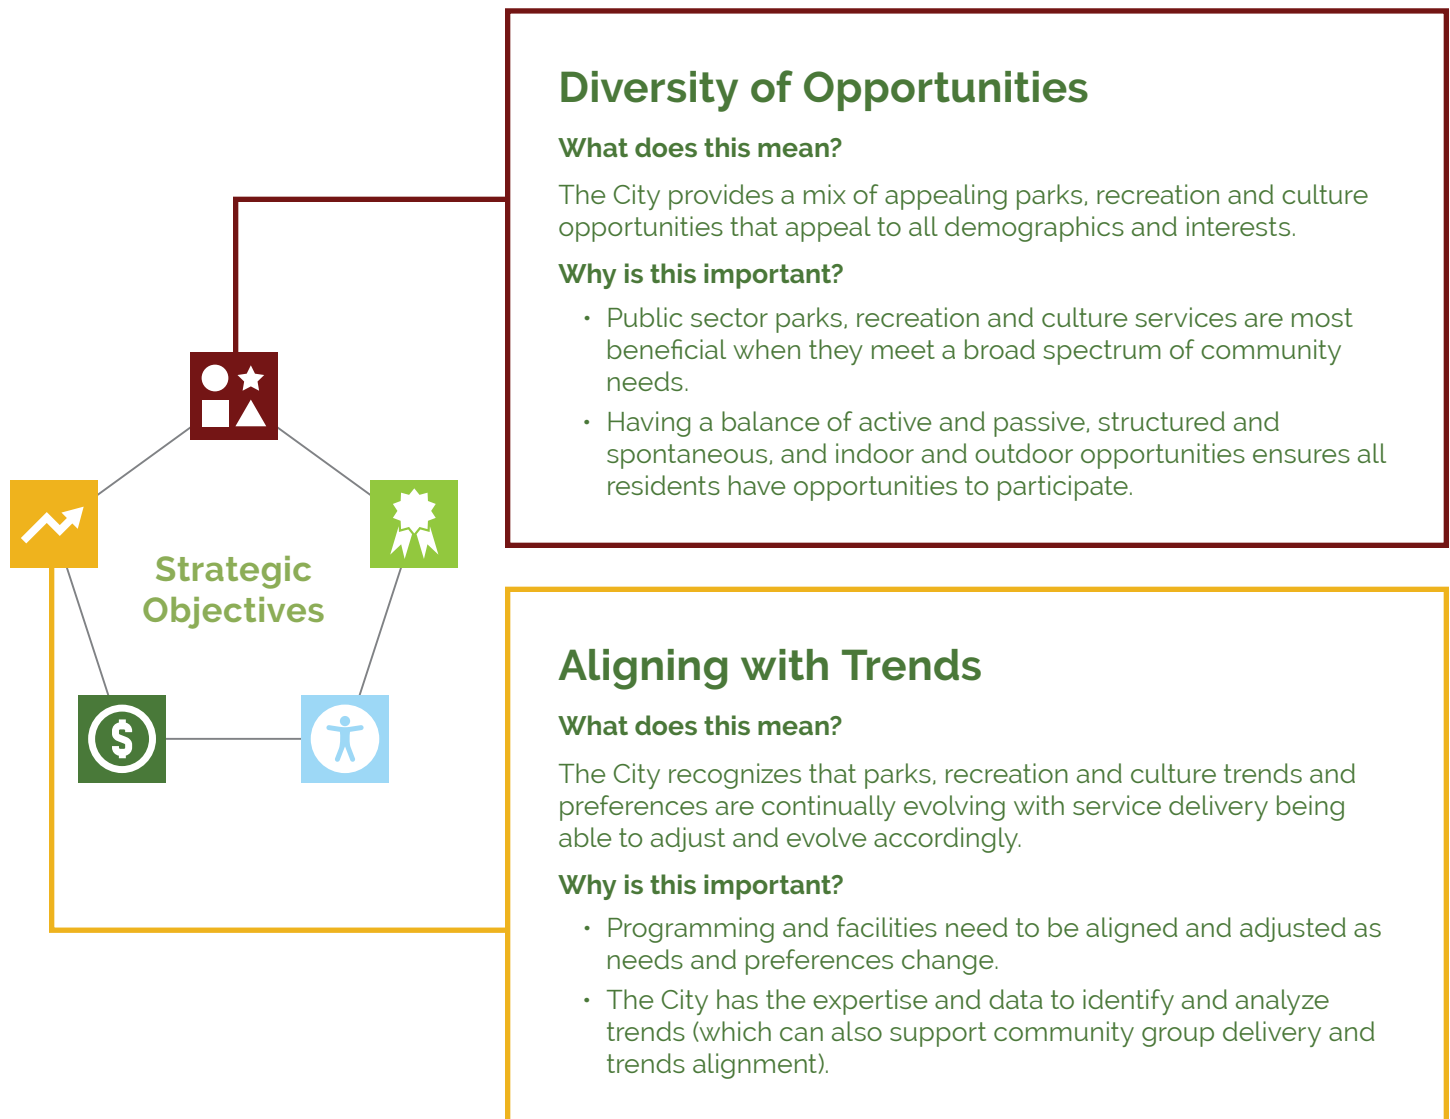 Diversity of Opportunities
What does this mean?
The City provides a mix of appealing parks, recreation and culture
opportunities that appeal to all demographics and interests.
Why is this important?
• Public sector parks, recreation and culture services are most
beneficial when they meet a broad spectrum of community
needs.
• Having a balance of active and passive, structured and
spontaneous, and indoor and outdoor opportunities ensures all
residents have opportunities to participate.
Strategic
Objectives
$
Aligning with Trends
What does this mean?
The City recognizes that parks, recreation and culture trends and
preferences are continually evolving with service delivery being
able to adjust and evolve accordingly.
Why is this important?
• Programming and facilities need to be aligned and adjusted as
needs and preferences change.
• The City has the expertise and data to identify and analyze
trends (which can also support community group delivery and
trends alignment).